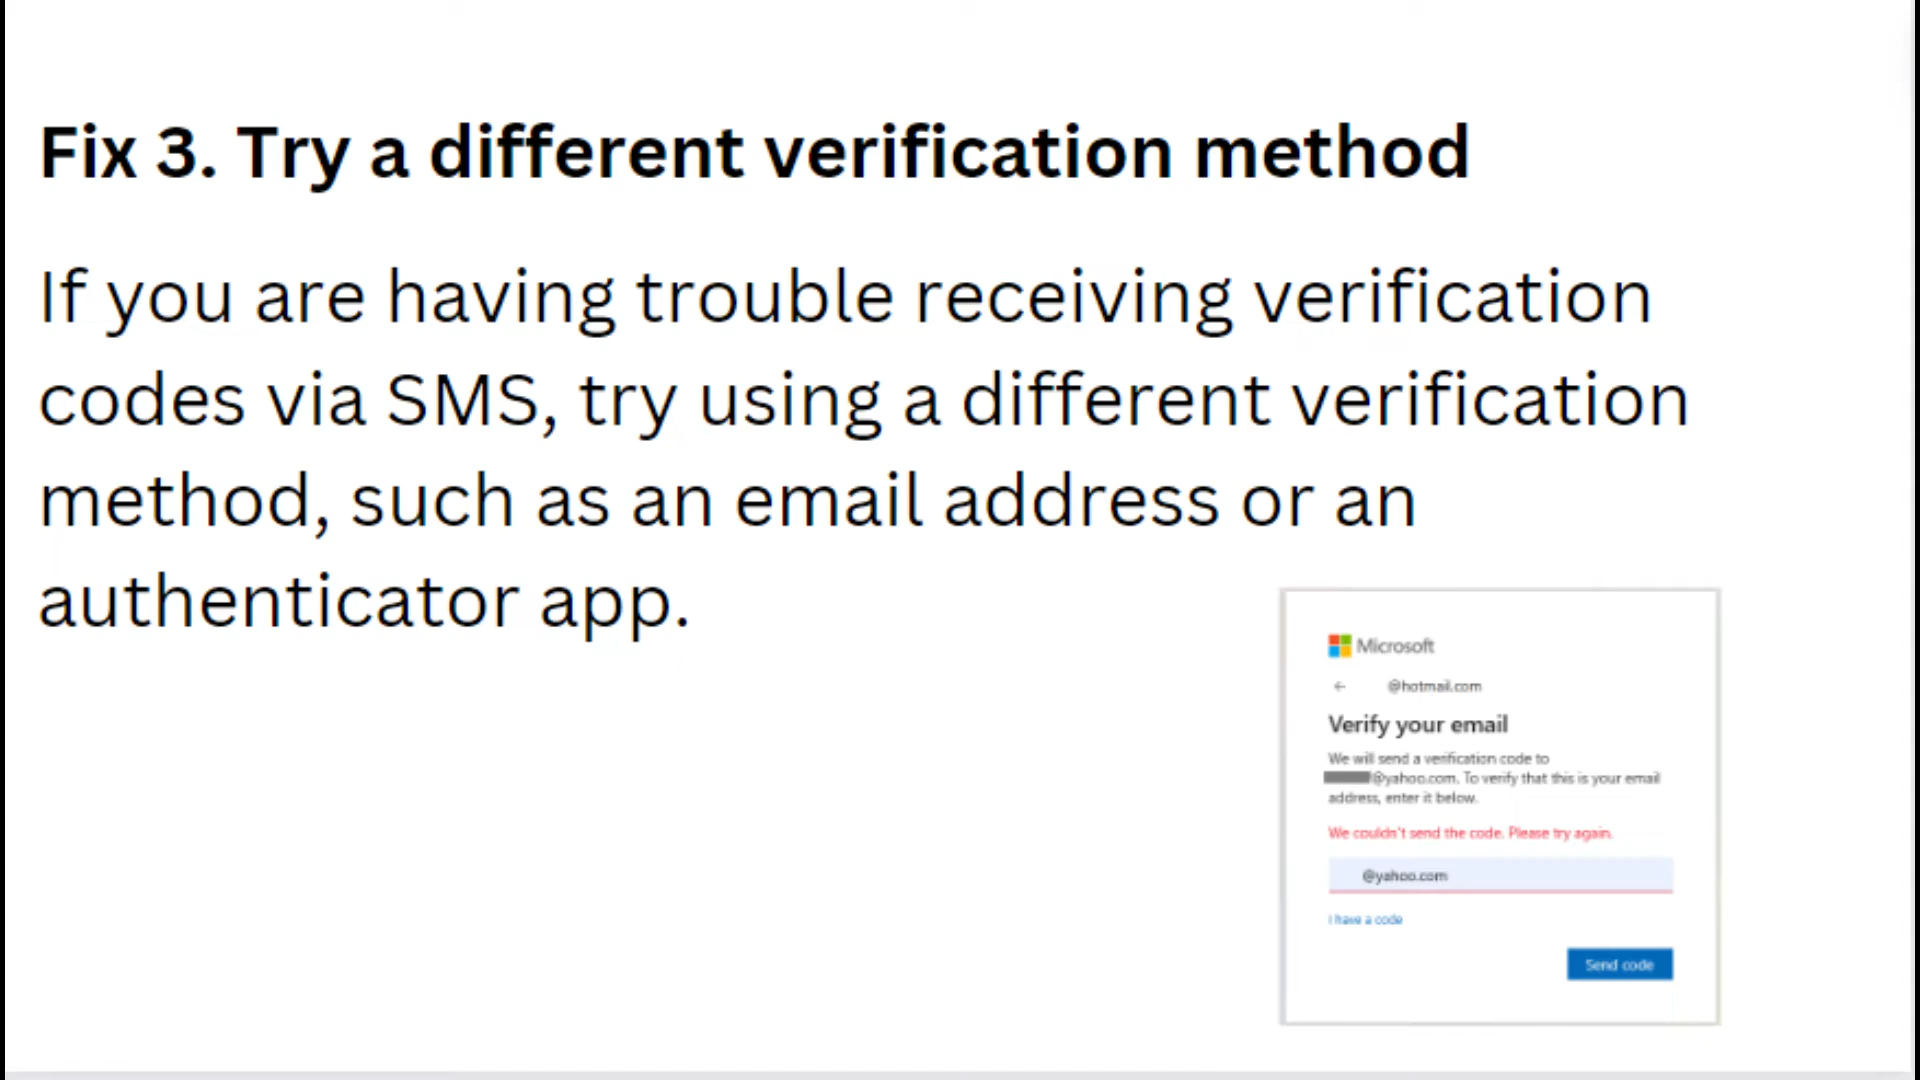 Fix 3. Try a different verification method
If you are having trouble receiving verification
codes via SMS, try using a different verification
method, such as an email address or an
authenticator app.
Microsoft
← @hotmail.com
Verify your email
We will send a verification code to
@yahoo.com. To verify that this is your email
address, enter it below.
We couldn't send the code. Please try again.
@yahoo.com
I have a code
Send code